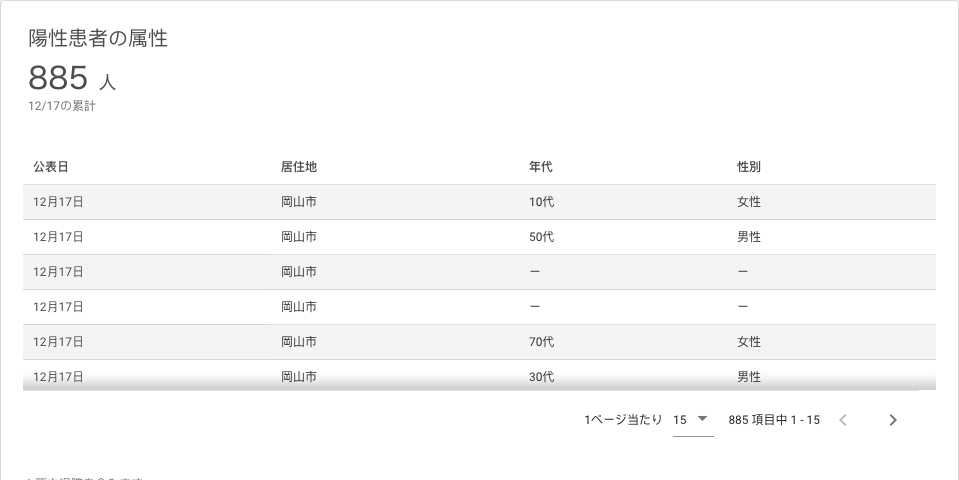 陽性患者の属性
885 人
12/17の累計
公表日 居住地 年代 性別
12月17日 岡山市 10代 女性
12月17日 岡山市 50代 男性
12月17日 岡山市 ー ー
12月17日 岡山市 ー ー
12月17日 岡山市 70代 女性
12月17日 岡山市 30代 男性
1ページ当たり 15 885 項目中 1 - 15